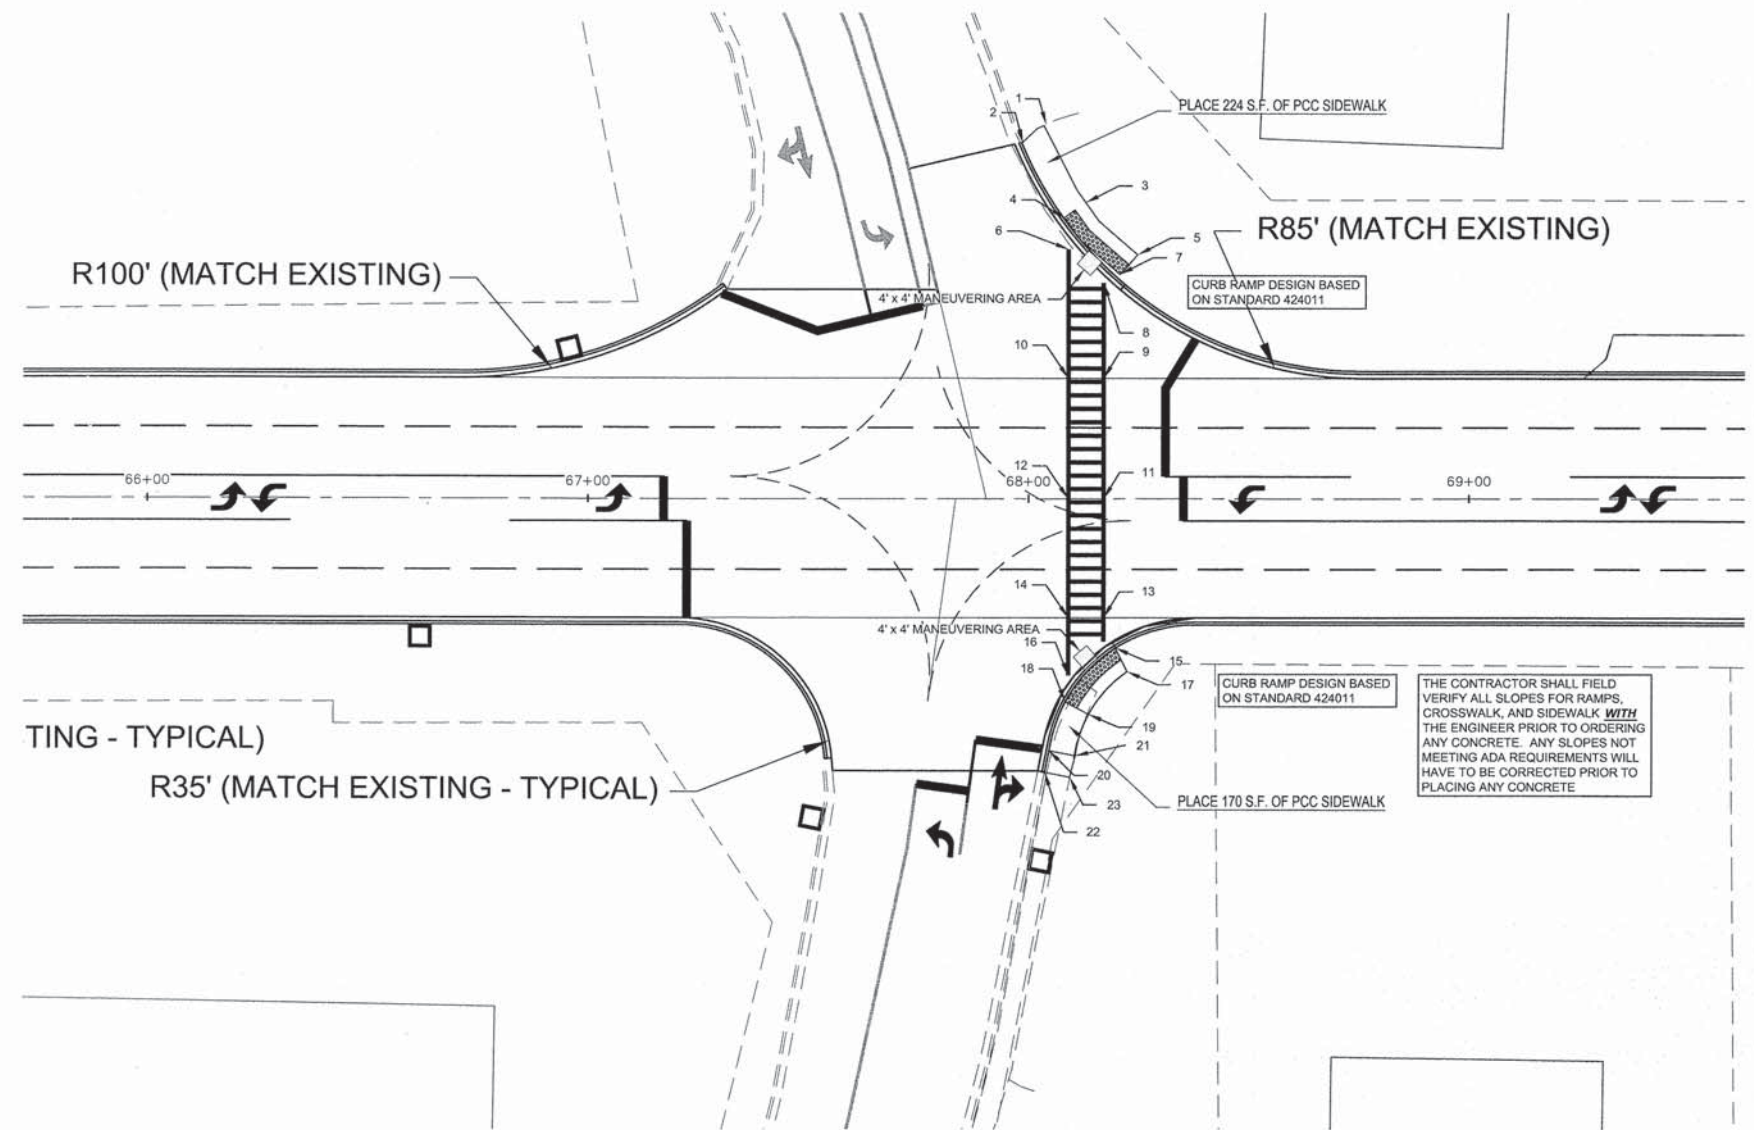 1
PLACE 224 S.F. OF PCC SIDEWALK
2
3
4
R85' (MATCH EXISTING)
6
5
7
R100' (MATCH EXISTING)
CURB RAMP DESIGN BASED
ON STANDARD 424011
4' x 4' MANEUVERING AREA
8
10
9
12
11
66+00
67+00
68+00
69+00
14
13
4' x 4' MANEUVERING AREA
16
15
18
17
CURB RAMP DESIGN BASED
ON STANDARD 424011
THE CONTRACTOR SHALL FIELD
VERIFY ALL SLOPES FOR RAMPS,
CROSSWALK, AND SIDEWALK WITH
THE ENGINEER PRIOR TO ORDERING
ANY CONCRETE. ANY SLOPES NOT
MEETING ADA REQUIREMENTS WILL
HAVE TO BE CORRECTED PRIOR TO
PLACING ANY CONCRETE
19
TING - TYPICAL)
21
20
R35' (MATCH EXISTING - TYPICAL)
23
PLACE 170 S.F. OF PCC SIDEWALK
22